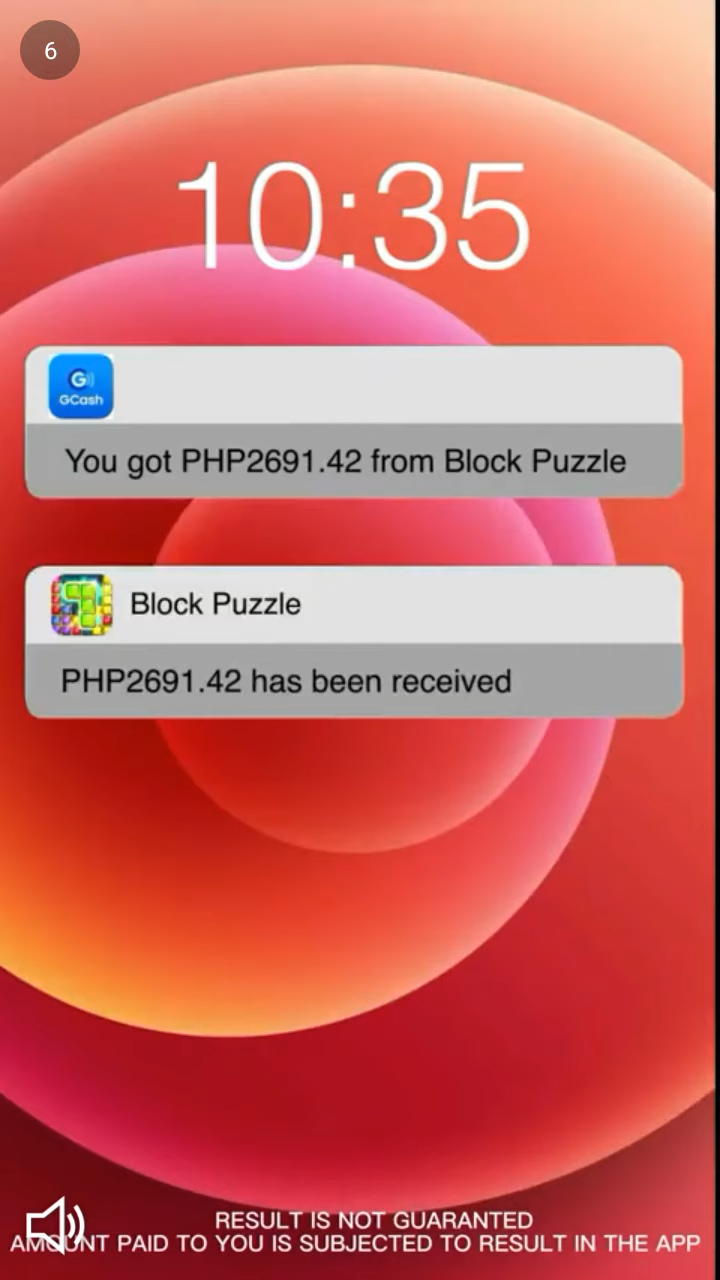 6
10:35
G
GCash
You got PHP2691.42 from Block Puzzle
Block Puzzle
PHP2691.42 has been received
RESULT IS NOT GUARANTED
AMOUNT PAID TO YOU IS SUBJECTED TO RESULT IN THE APP